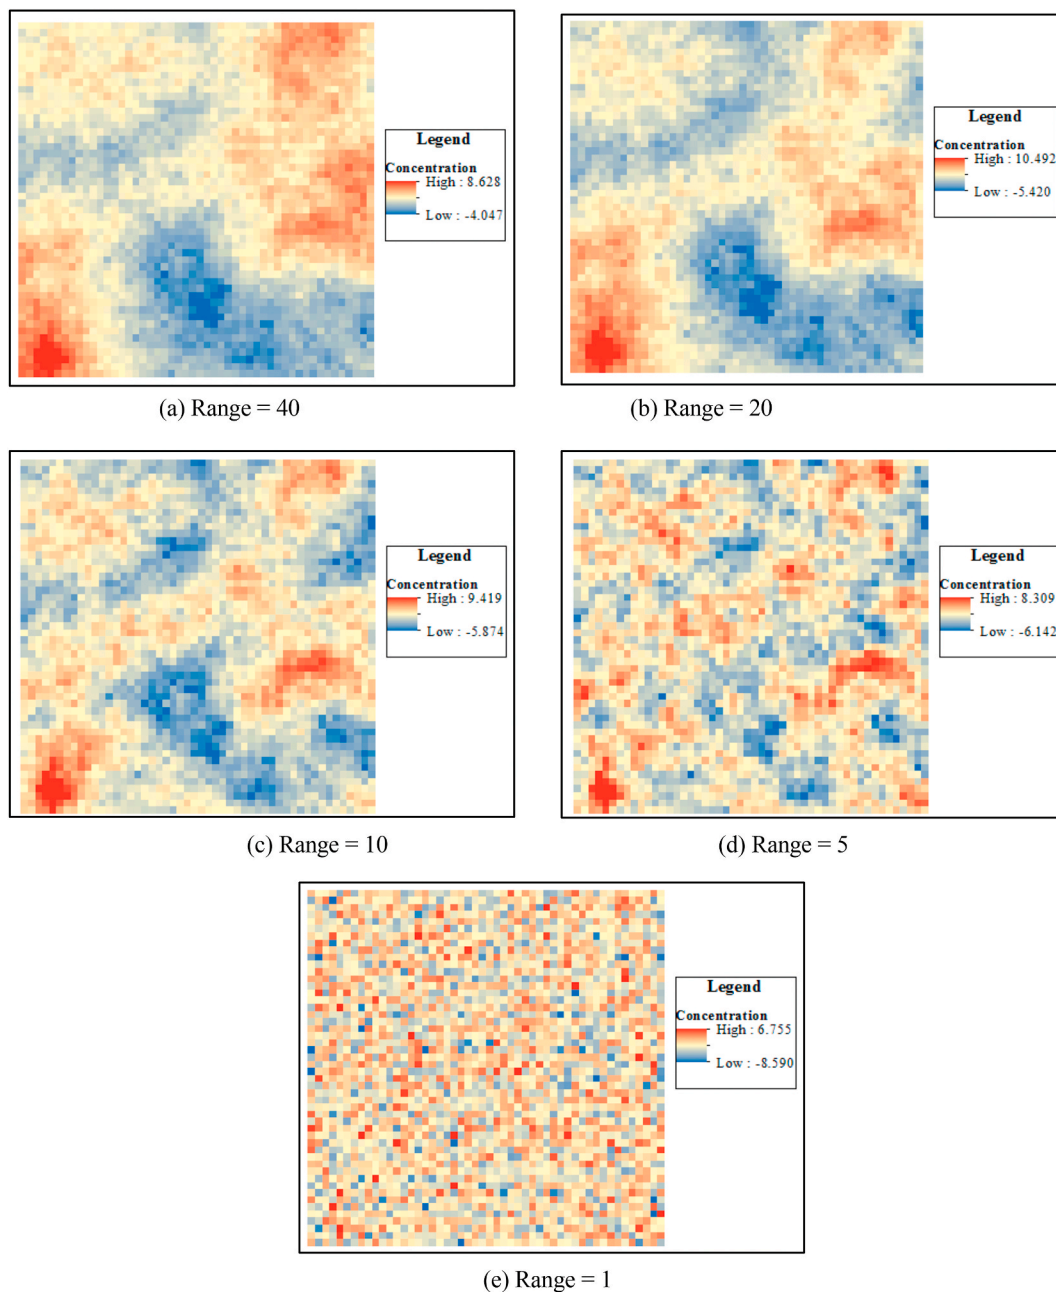 Legend
Concentration
High : 8.628
Low : -4.047
(a) Range = 40
Legend
Concentration
High : 10.492
Low : -5.420
(b) Range = 20
Legend
Concentration
High : 9.419
Low : -5.874
(c) Range = 10
Legend
Concentration
High : 8.309
Low : -6.142
(d) Range = 5
Legend
Concentration
High : 6.755
Low : -8.590
(e) Range = 1